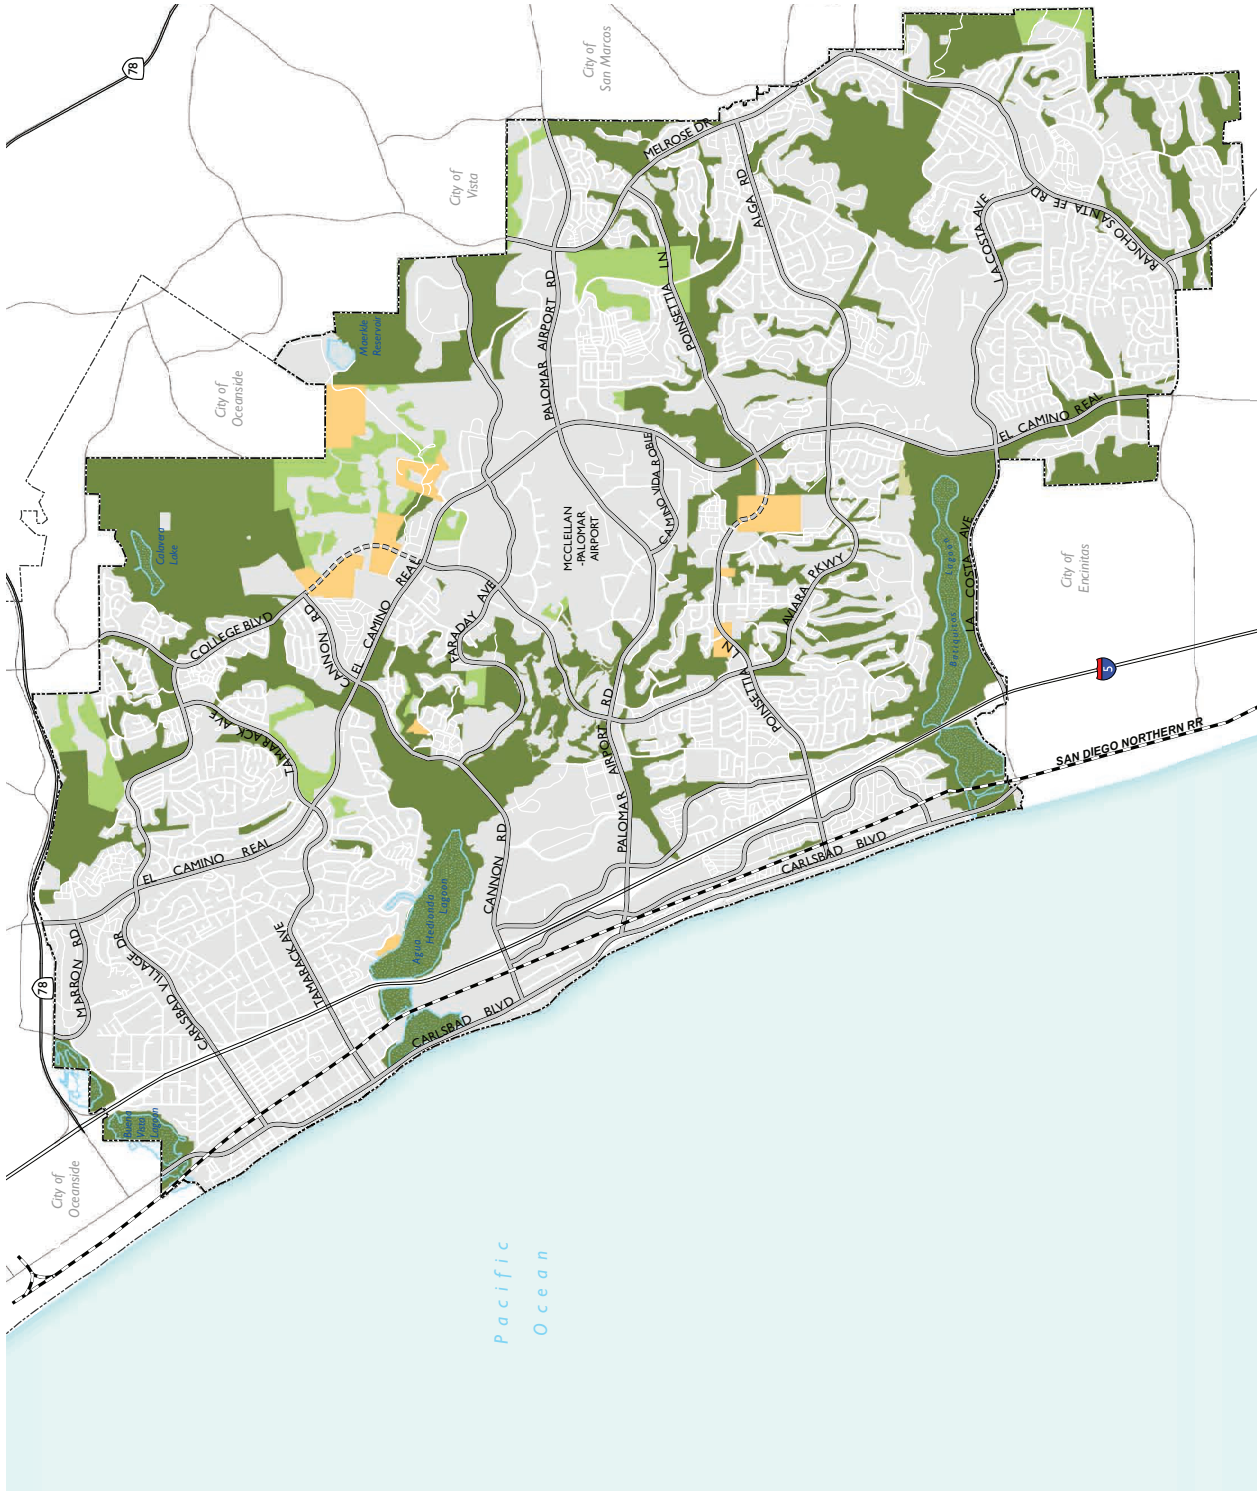 78
City of
San Marcos
City of
Vista
City of
Oceanside
Maerkle
Reservoir
MELROSE DR
ALGA RD
POINSETTIA LN
PALOMAR AIRPORT RD
LA COSTA AVE
RANCHO SANTA FE RD
EL CAMINO REAL
Calavera
Lake
COLLEGE BLVD
CANNON RD
EL CAMINO REAL
FARADAY AVE
MCCLELLAN
-PALOMAR
AIRPORT
CAMINO VIDA ROBLE
AVIARA PKWY
POINSETTIA LN
Batiquitos Lagoon
LA COSTA AVE
City of
Encinitas
5
SAN DIEGO NORTHERN RR
TAMARACK AVE
EL CAMINO REAL
PALOMAR AIRPORT RD
CANNON RD
CARLSBAD BLVD
Agua
Hedionda
Lagoon
MARRON RD
78
CARLSBAD VILLAGE DR
TAMARACK AVE
CARLSBAD BLVD
Buena
Vista
Lagoon
City of
Oceanside
Pacific
Ocean